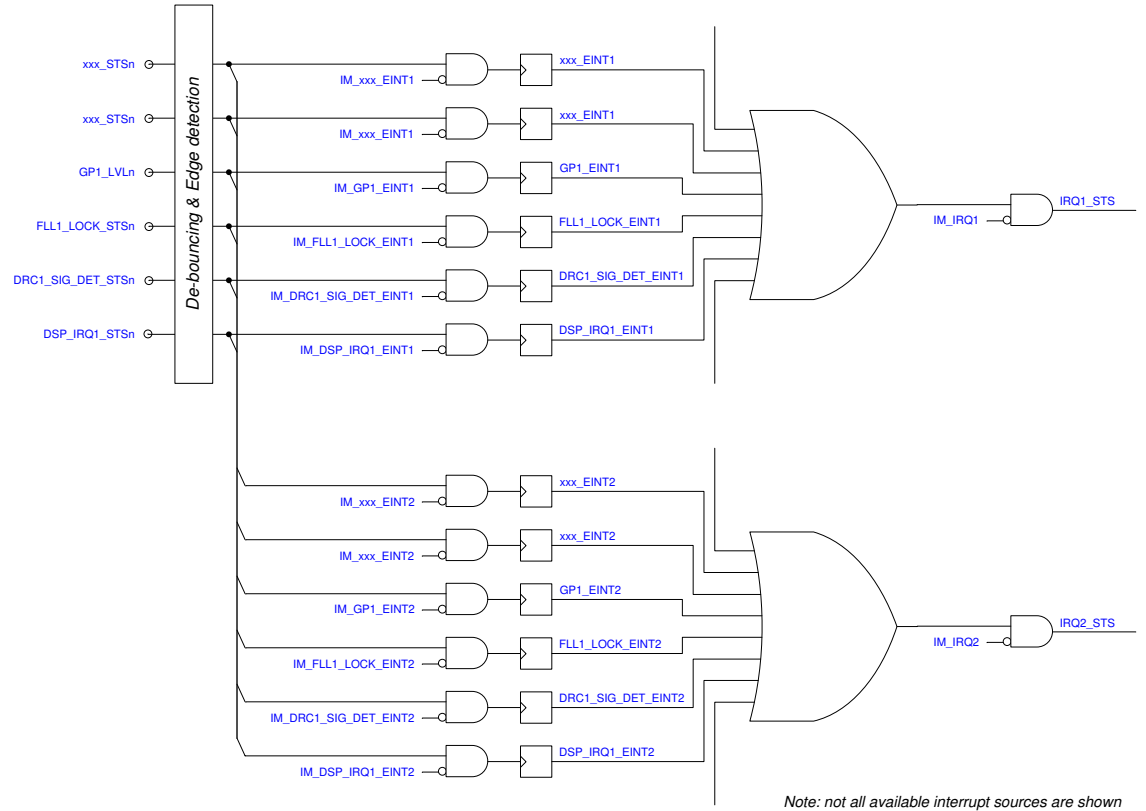 xxx_STSn
xxx_STSn
GP1_LVLn
FLL1_LOCK_STSn
DRC1_SIG_DET_STSn
DSP_IRQ1_STSn
De-bouncing & Edge detection
IM_xxx_EINT1
xxx_EINT1
IM_xxx_EINT1
xxx_EINT1
IM_GP1_EINT1
GP1_EINT1
IM_FLL1_LOCK_EINT1
FLL1_LOCK_EINT1
IM_DRC1_SIG_DET_EINT1
DRC1_SIG_DET_EINT1
IM_DSP_IRQ1_EINT1
DSP_IRQ1_EINT1
IM_IRQ1
IRQ1_STS
IM_xxx_EINT2
xxx_EINT2
IM_xxx_EINT2
xxx_EINT2
IM_GP1_EINT2
GP1_EINT2
IM_FLL1_LOCK_EINT2
FLL1_LOCK_EINT2
IM_DRC1_SIG_DET_EINT2
DRC1_SIG_DET_EINT2
IM_DSP_IRQ1_EINT2
DSP_IRQ1_EINT2
IM_IRQ2
IRQ2_STS
Note: not all available interrupt sources are shown